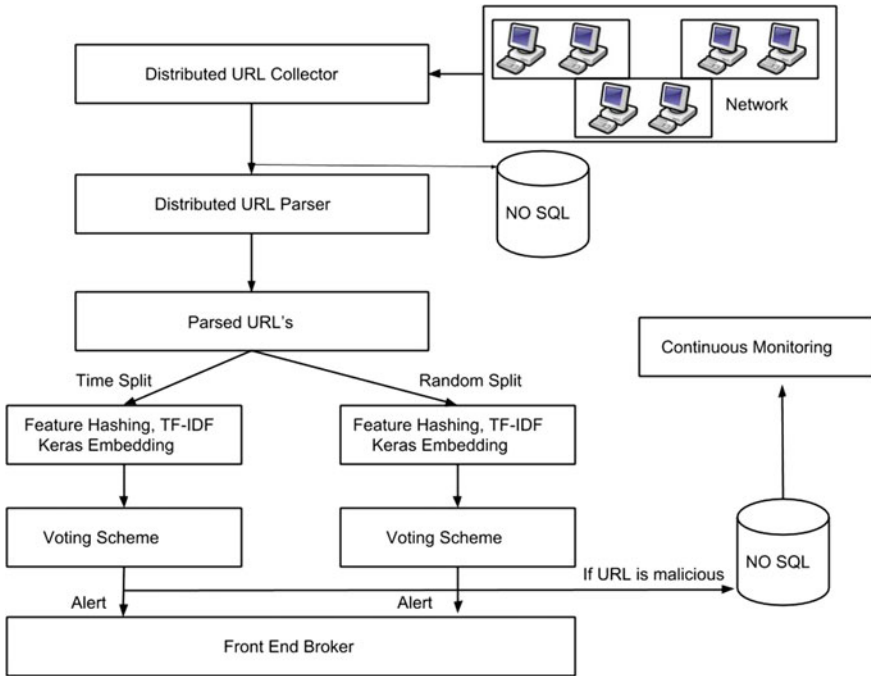 Distributed URL Collector
Network
Distributed URL Parser
NO SQL
Parsed URL's
Continuous Monitoring
Time Split
Random Split
Feature Hashing, TF-IDF
Keras Embedding
Feature Hashing, TF-IDF
Keras Embedding
Voting Scheme
Voting Scheme
NO SQL
If URL is malicious
Alert
Alert
Front End Broker